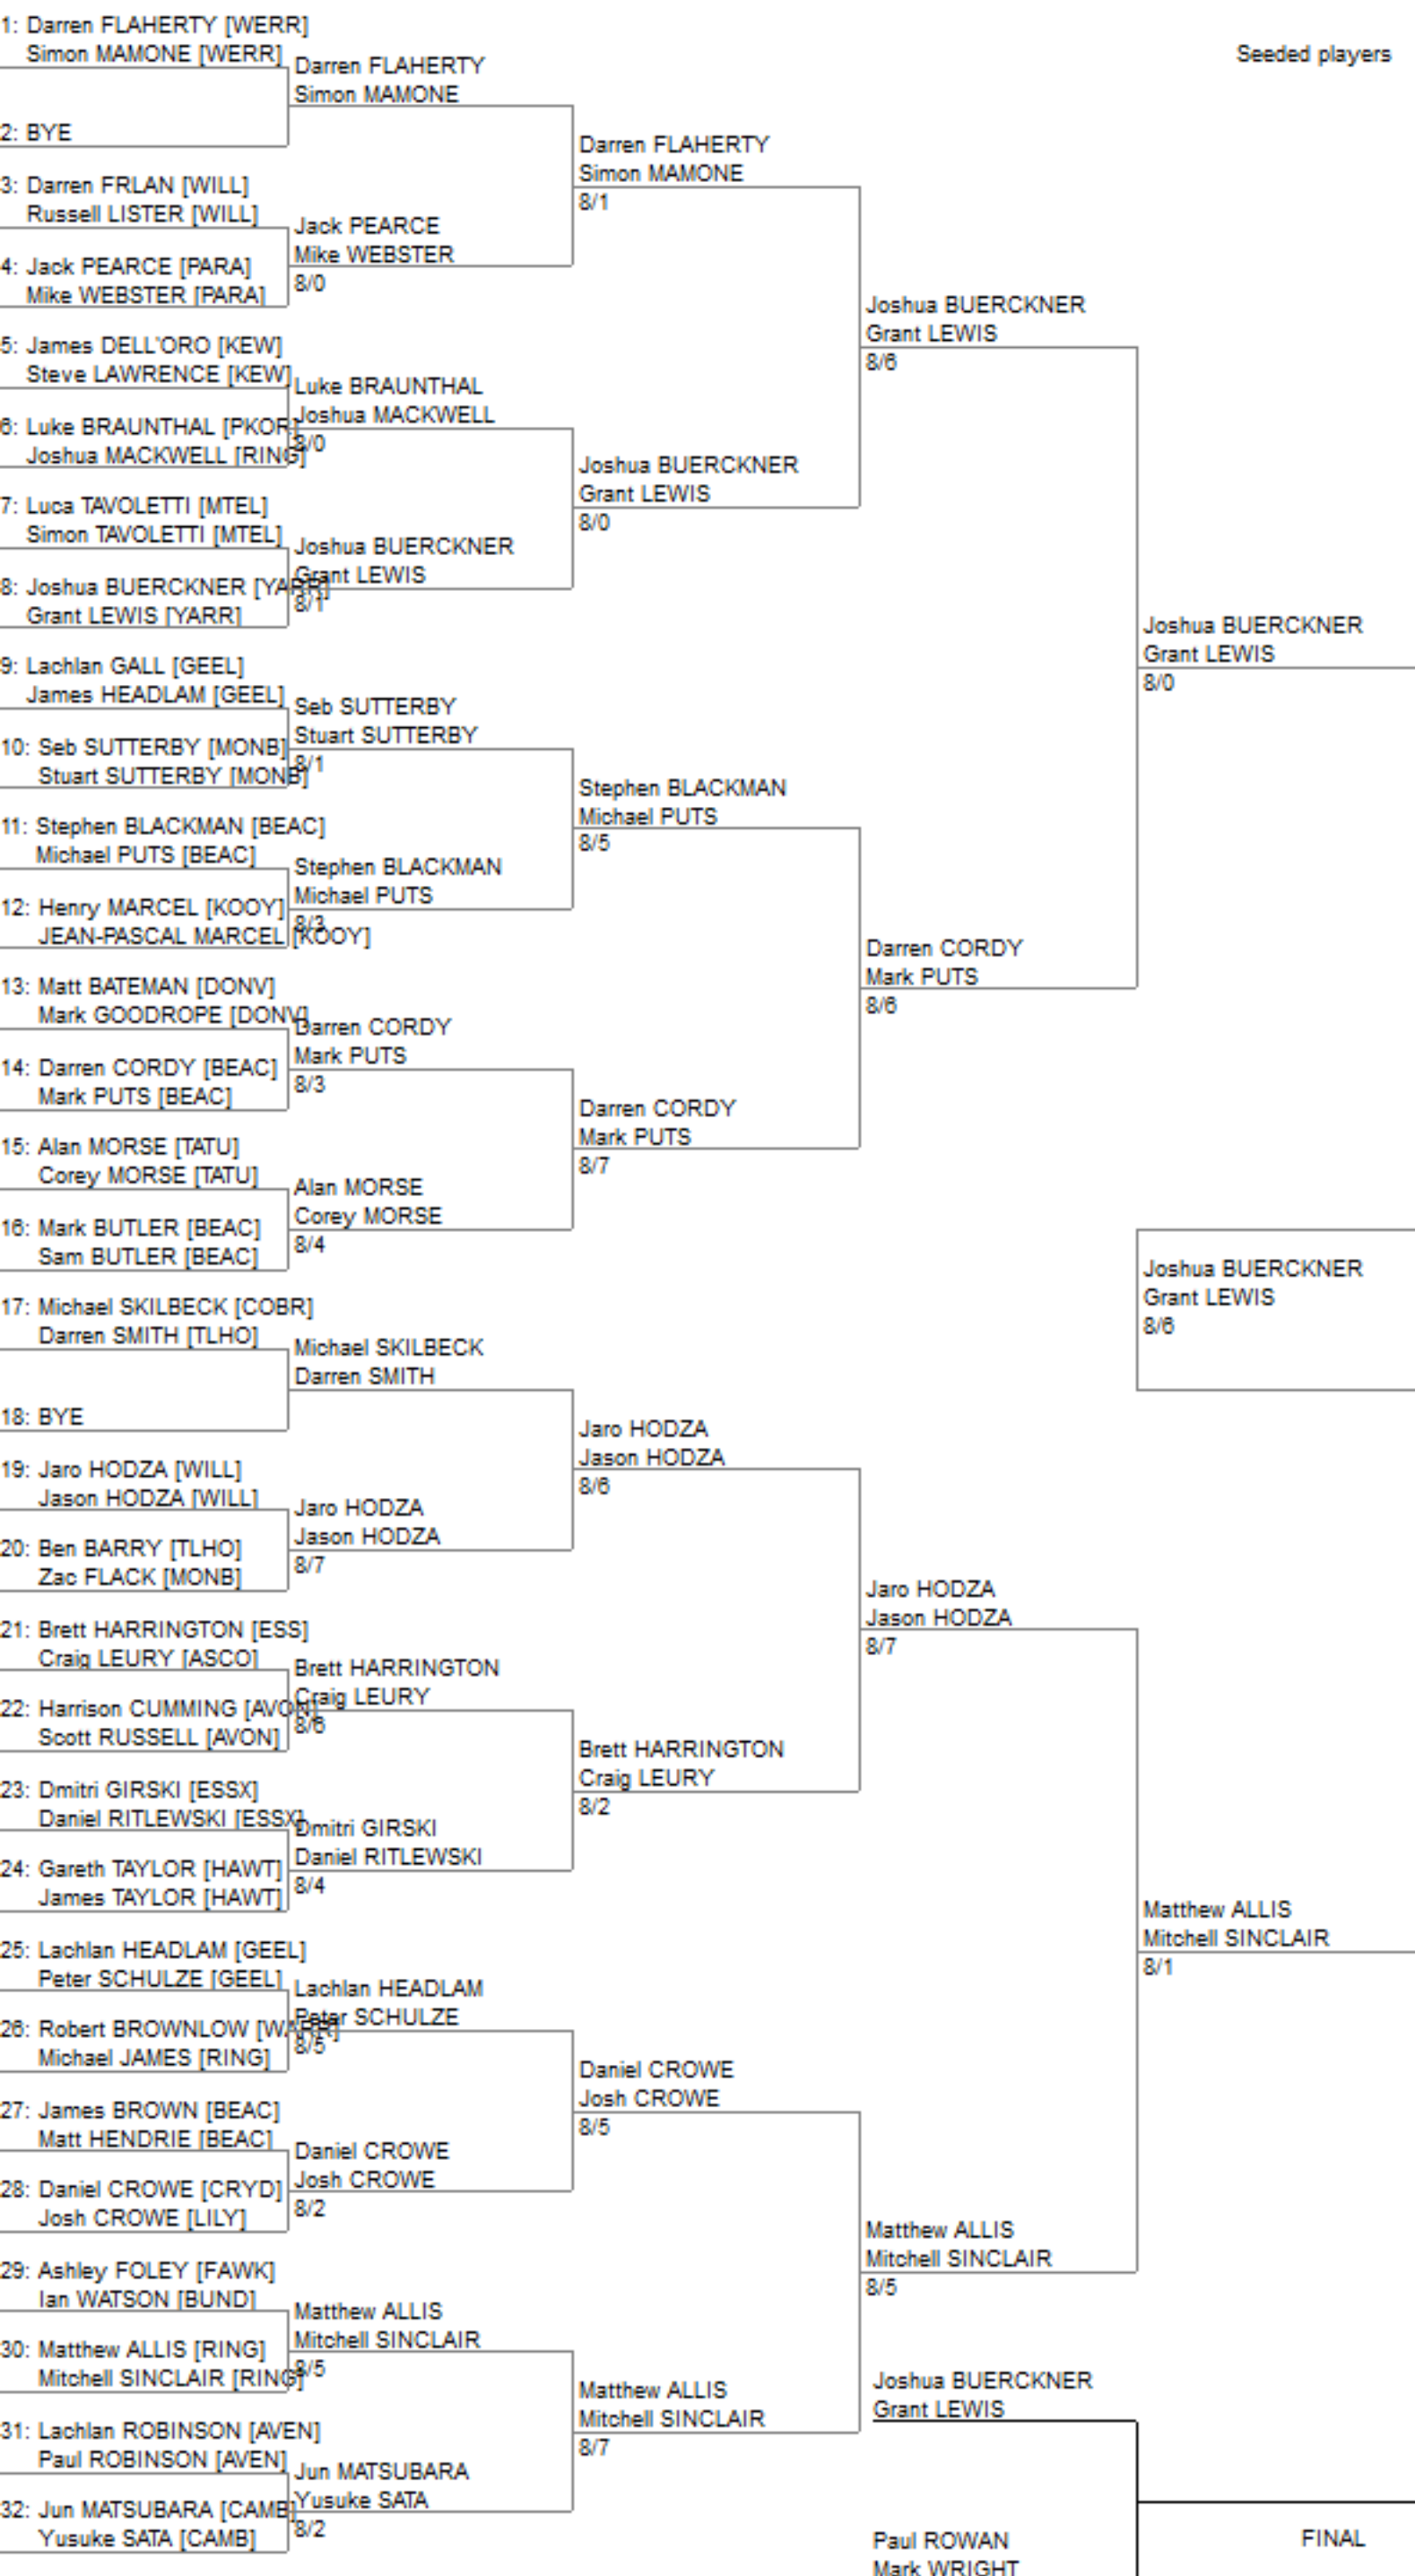 1: Darren FLAHERTY [WERR]
Simon MAMONE [WERR]
2: BYE
3: Darren FRLAN [WILL]
Russell LISTER [WILL]
4: Jack PEARCE [PARA]
Mike WEBSTER [PARA]
5: James DELL'ORO [KEW]
Steve LAWRENCE [KEW]
6: Luke BRAUNTHAL [PKOR]
Joshua MACKWELL [RING]
7: Luca TAVOLETTI [MTEL]
Simon TAVOLETTI [MTEL]
8: Joshua BUERCKNER [YARR]
Grant LEWIS [YARR]
9: Lachlan GALL [GEEL]
James HEADLAM [GEEL]
10: Seb SUTTERBY [MONB]
Stuart SUTTERBY [MONB]
11: Stephen BLACKMAN [BEAC]
Michael PUTS [BEAC]
12: Henry MARCEL [KOOY]
JEAN-PASCAL MARCEL [KOOY]
13: Matt BATEMAN [DONV]
Mark GOODROPE [DONV]
14: Darren CORDY [BEAC]
Mark PUTS [BEAC]
15: Alan MORSE [TATU]
Corey MORSE [TATU]
16: Mark BUTLER [BEAC]
Sam BUTLER [BEAC]
17: Michael SKILBECK [COBR]
Darren SMITH [TLHO]
18: BYE
19: Jaro HODZA [WILL]
Jason HODZA [WILL]
20: Ben BARRY [TLHO]
Zac FLACK [MONB]
21: Brett HARRINGTON [ESS]
Craig LEURY [ASCO]
22: Harrison CUMMING [AVON]
Scott RUSSELL [AVON]
23: Dmitri GIRSKI [ESSX]
Daniel RITLEWSKI [ESSX]
24: Gareth TAYLOR [HAWT]
James TAYLOR [HAWT]
25: Lachlan HEADLAM [GEEL]
Peter SCHULZE [GEEL]
26: Robert BROWNLOW [WARR]
Michael JAMES [RING]
27: James BROWN [BEAC]
Matt HENDRIE [BEAC]
28: Daniel CROWE [CRYD]
Josh CROWE [LILY]
29: Ashley FOLEY [FAWK]
Ian WATSON [BUND]
30: Matthew ALLIS [RING]
Mitchell SINCLAIR [RING]
31: Lachlan ROBINSON [AVEN]
Paul ROBINSON [AVEN]
32: Jun MATSUBARA [CAMB]
Yusuke SATA [CAMB]
Darren FLAHERTY
Simon MAMONE
Jack PEARCE
Mike WEBSTER
8/0
Luke BRAUNTHAL
Joshua MACKWELL
8/0
Joshua BUERCKNER
Grant LEWIS
8/1
Seb SUTTERBY
Stuart SUTTERBY
8/1
Stephen BLACKMAN
Michael PUTS
8/3
Darren CORDY
Mark PUTS
8/3
Alan MORSE
Corey MORSE
8/4
Michael SKILBECK
Darren SMITH
Jaro HODZA
Jason HODZA
8/7
Brett HARRINGTON
Craig LEURY
8/6
Dmitri GIRSKI
Daniel RITLEWSKI
8/4
Lachlan HEADLAM
Peter SCHULZE
8/5
Daniel CROWE
Josh CROWE
8/2
Matthew ALLIS
Mitchell SINCLAIR
8/5
Jun MATSUBARA
Yusuke SATA
8/2
Darren FLAHERTY
Simon MAMONE
8/1
Joshua BUERCKNER
Grant LEWIS
8/0
Stephen BLACKMAN
Michael PUTS
8/5
Darren CORDY
Mark PUTS
8/7
Jaro HODZA
Jason HODZA
8/6
Brett HARRINGTON
Craig LEURY
8/2
Daniel CROWE
Josh CROWE
8/5
Matthew ALLIS
Mitchell SINCLAIR
8/7
Joshua BUERCKNER
Grant LEWIS
8/6
Darren CORDY
Mark PUTS
8/6
Jaro HODZA
Jason HODZA
8/7
Matthew ALLIS
Mitchell SINCLAIR
8/5
Joshua BUERCKNER
Grant LEWIS
Paul ROWAN
Mark WRIGHT
Seeded players
Joshua BUERCKNER
Grant LEWIS
8/0
Joshua BUERCKNER
Grant LEWIS
8/6
Matthew ALLIS
Mitchell SINCLAIR
8/1
FINAL